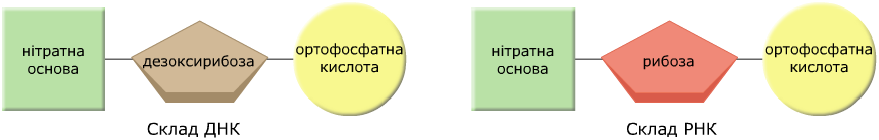 нітратна
основа
дезоксирибоза
ортофосфатна
кислота
Склад ДНК
нітратна
основа
рибоза
ортофосфатна
кислота
Склад РНК